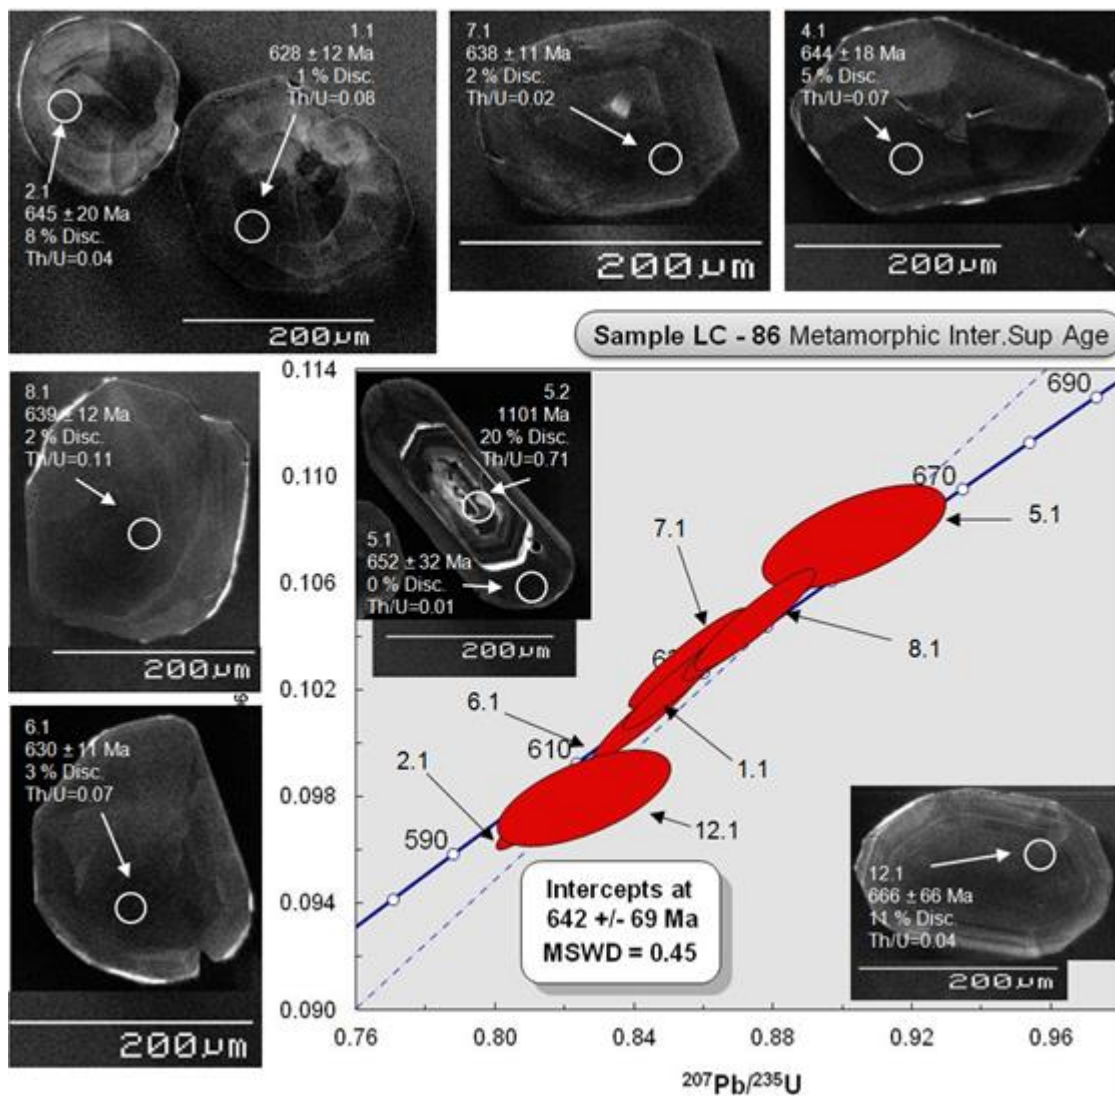 1.1
628 ± 12 Ma
1 % Disc.
Th/U=0.08
2.1
645 ± 20 Ma
8 % Disc.
Th/U=0.04
200µm
7.1
638 ± 11 Ma
2 % Disc.
Th/U=0.02
200µm
4.1
644 ± 18 Ma
5 % Disc.
Th/U=0.07
200µm
Sample LC - 86 Metamorphic Inter.Sup Age
8.1
639 ± 12 Ma
2 % Disc.
Th/U=0.11
200µm
6.1
630 ± 11 Ma
3 % Disc.
Th/U=0.07
200µm
5.2
1101 Ma
20 % Disc.
Th/U=0.71
5.1
652 ± 32 Ma
0 % Disc.
Th/U=0.01
200µm
0.114
0.110
0.106
0.102
0.098
0.094
0.090
690
670
610
590
5.1
7.1
8.1
6.1
1.1
2.1
12.1
Intercepts at
642 +/- 69 Ma
MSWD = 0.45
12.1
666 ± 66 Ma
11 % Disc.
Th/U=0.04
200µm
0.76 0.80 0.84 0.88 0.92 0.96
²⁰⁷Pb/²³⁵U